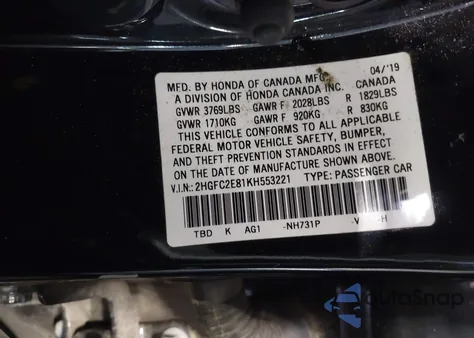 MFD. BY HONDA OF CANADA MFG. 04/'19
A DIVISION OF HONDA CANADA INC. CANADA
GVWR 3769LBS GAWR F 2028LBS R 1829LBS
GVWR 1710KG GAWR F 920KG R 830KG
THIS VEHICLE CONFORMS TO ALL APPLICABLE
FEDERAL MOTOR VEHICLE SAFETY, BUMPER,
AND THEFT PREVENTION STANDARDS IN EFFECT
ON THE DATE OF MANUFACTURE SHOWN ABOVE.
V.I.N.: 2HGFC2E81KH553221 TYPE: PASSENGER CAR
TBD K AG1 -NH731P -V -H
AutoSnap